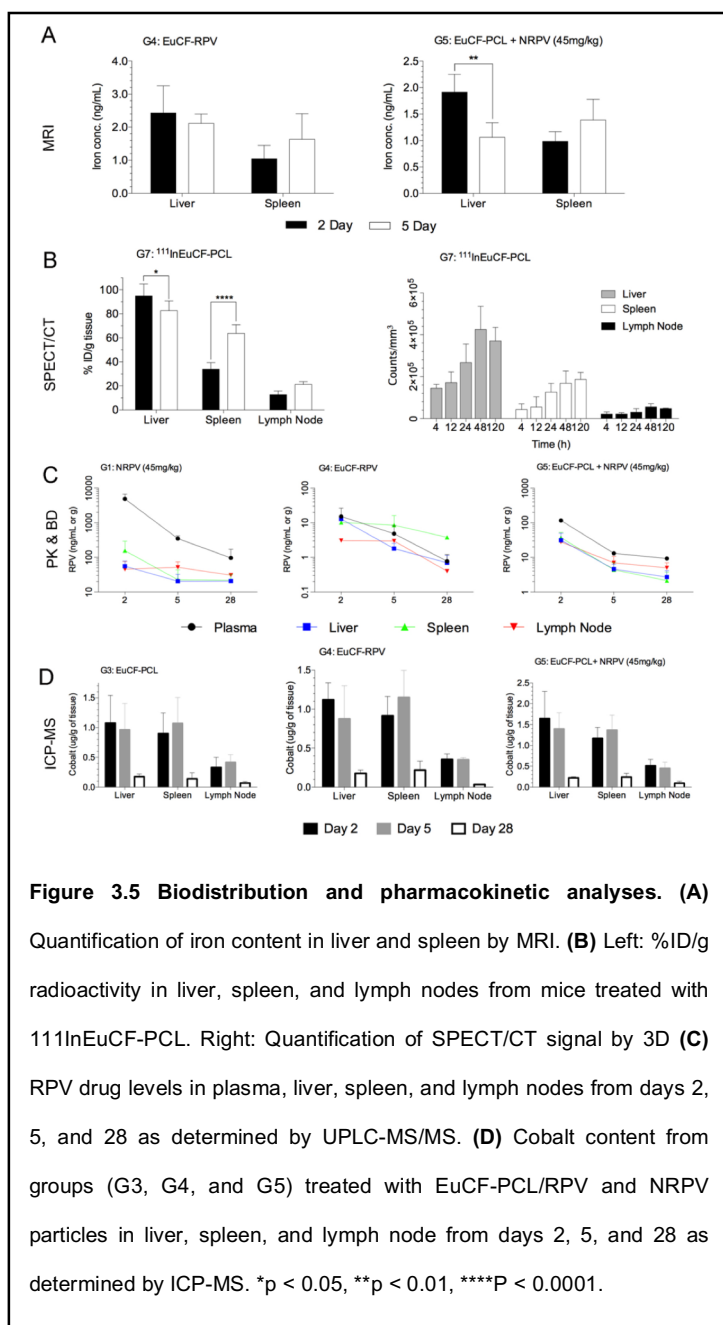 A
G4: EuCF-RPV
G5: EuCF-PCL + NRPV (45mg/kg)
MRI
Iron conc. (ng/mL)
4.0
3.0
2.0
1.0
0.0
Liver
Spleen
Iron conc. (ng/mL)
2.5
2.0
1.5
1.0
0.5
0.0
**
Liver
Spleen
2 Day
5 Day
B
G7: ¹¹¹InEuCF-PCL
G7: ¹¹¹InEuCF-PCL
SPECT/CT
% ID/g tissue
100
80
60
40
20
0
*
****
Liver
Spleen
Lymph Node
Counts/mm³
6×10⁵
4×10⁵
2×10⁵
0
Liver
Spleen
Lymph Node
4 12 24 48 120
4 12 24 48 120
4 12 24 48 120
Time (h)
C
G1: NRPV (45mg/kg)
G4: EuCF-RPV
G5: EuCF-PCL + NRPV (45mg/kg)
PK & BD
RPV (ng/mL or g)
10000
1000
100
10
2
5
28
RPV (ng/mL or g)
100
10
1
0.1
2
5
28
RPV (ng/mL or g)
1000
100
10
1
2
5
28
Plasma
Liver
Spleen
Lymph Node
D
G3: EuCF-PCL
G4: EuCF-RPV
G5: EuCF-PCL+ NRPV (45mg/kg)
ICP-MS
Cobalt (ug/g of tissue)
2.0
1.5
1.0
0.5
0.0
Liver
Spleen
Lymph Node
Cobalt (ug/g of tissue)
1.5
1.0
0.5
0.0
Liver
Spleen
Lymph Node
Cobalt (ug/g of tissue)
2.5
2.0
1.5
1.0
0.5
0.0
Liver
Spleen
Lymph Node
Day 2
Day 5
Day 28
Figure 3.5 Biodistribution and pharmacokinetic analyses. (A)
Quantification of iron content in liver and spleen by MRI. (B) Left: %ID/g
radioactivity in liver, spleen, and lymph nodes from mice treated with
111InEuCF-PCL. Right: Quantification of SPECT/CT signal by 3D (C)
RPV drug levels in plasma, liver, spleen, and lymph nodes from days 2,
5, and 28 as determined by UPLC-MS/MS. (D) Cobalt content from
groups (G3, G4, and G5) treated with EuCF-PCL/RPV and NRPV
particles in liver, spleen, and lymph node from days 2, 5, and 28 as
determined by ICP-MS. *p < 0.05, **p < 0.01, ****P < 0.0001.